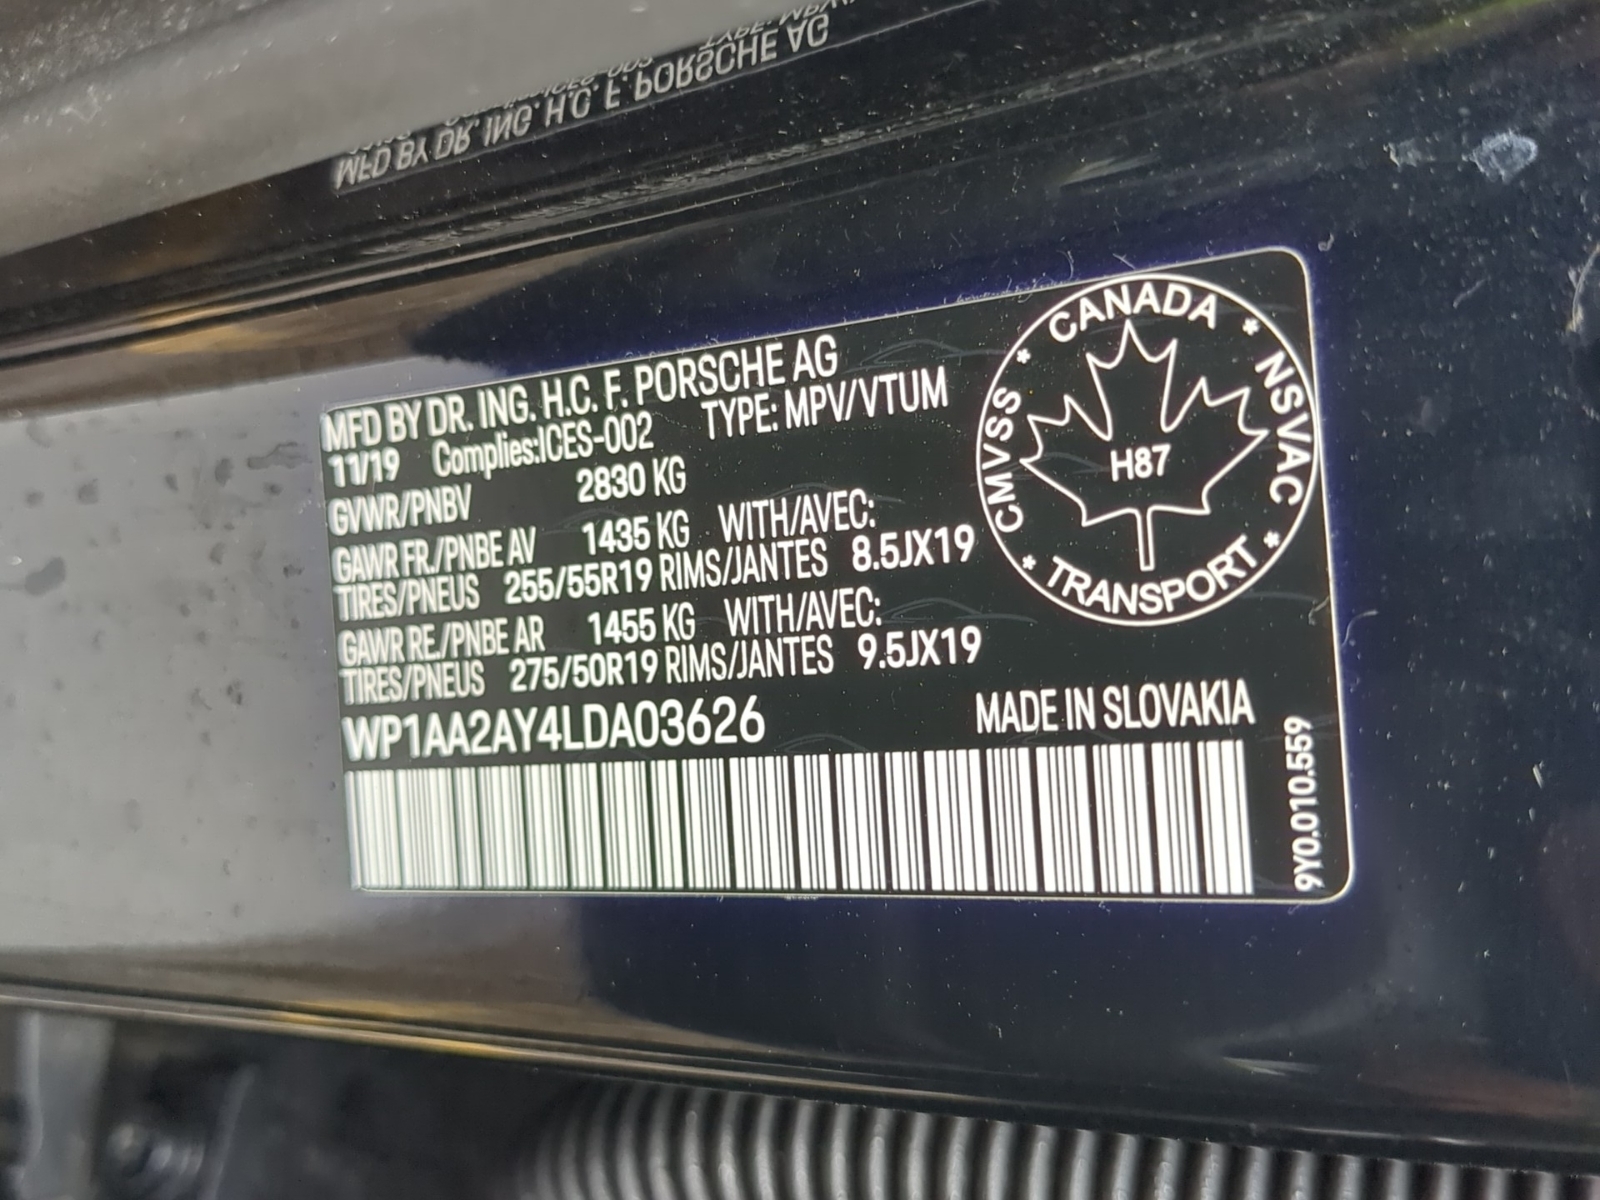 MFD BY DR. ING. H.C. F. PORSCHE AG
MFD BY DR. ING. H.C. F. PORSCHE AG
11/19 Complies:ICES-002 TYPE: MPV/VTUM
GVWR/PNBV 2830 KG
GAWR FR./PNBE AV 1435 KG WITH/AVEC:
TIRES/PNEUS 255/55R19 RIMS/JANTES 8.5JX19
GAWR RE./PNBE AR 1455 KG WITH/AVEC:
TIRES/PNEUS 275/50R19 RIMS/JANTES 9.5JX19
WP1AA2AY4LDA03626 MADE IN SLOVAKIA
CANADA * NSVAC * TRANSPORT * CMVSS *
H87
9Y0.010.559